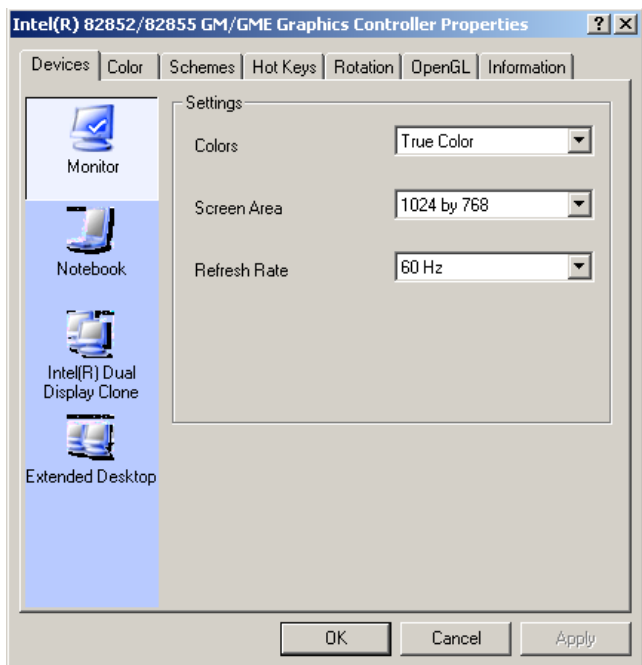 Intel(R) 82852/82855 GM/GME Graphics Controller Properties
Devices Color Schemes Hot Keys Rotation OpenGL Information
Monitor
Notebook
Intel(R) Dual
Display Clone
Extended Desktop
Settings
Colors True Color
Screen Area 1024 by 768
Refresh Rate 60 Hz
OK Cancel Apply